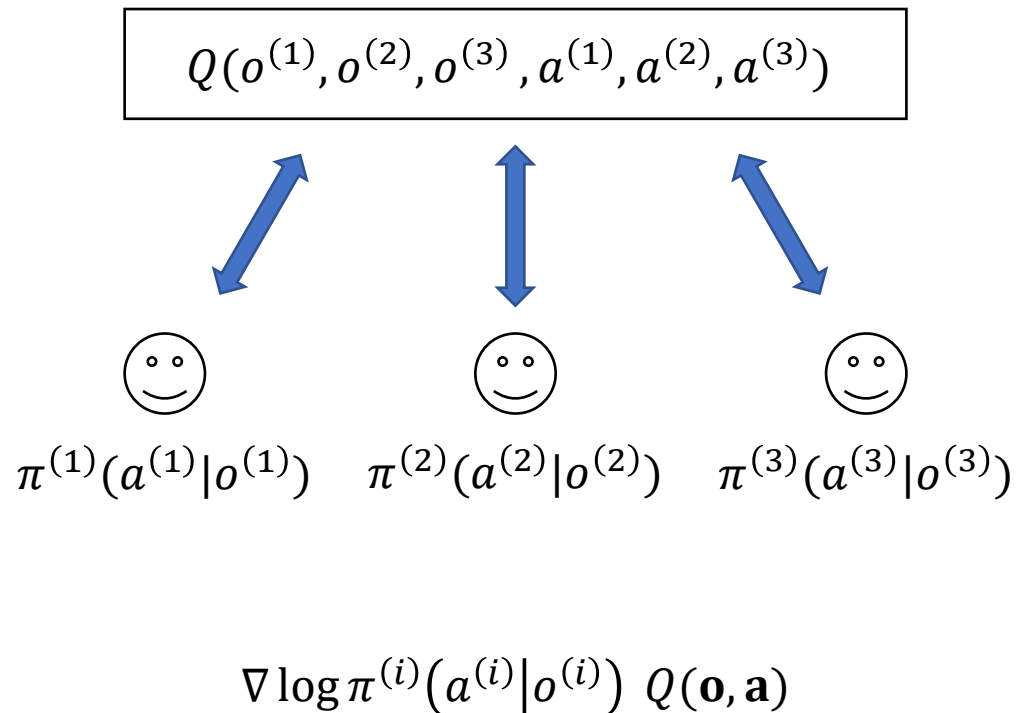 Q(o^(1), o^(2), o^(3), a^(1), a^(2), a^(3))
π^(1)(a^(1)|o^(1)) π^(2)(a^(2)|o^(2)) π^(3)(a^(3)|o^(3))
∇ log π^(i)(a^(i)|o^(i)) Q(𝐨, 𝐚)